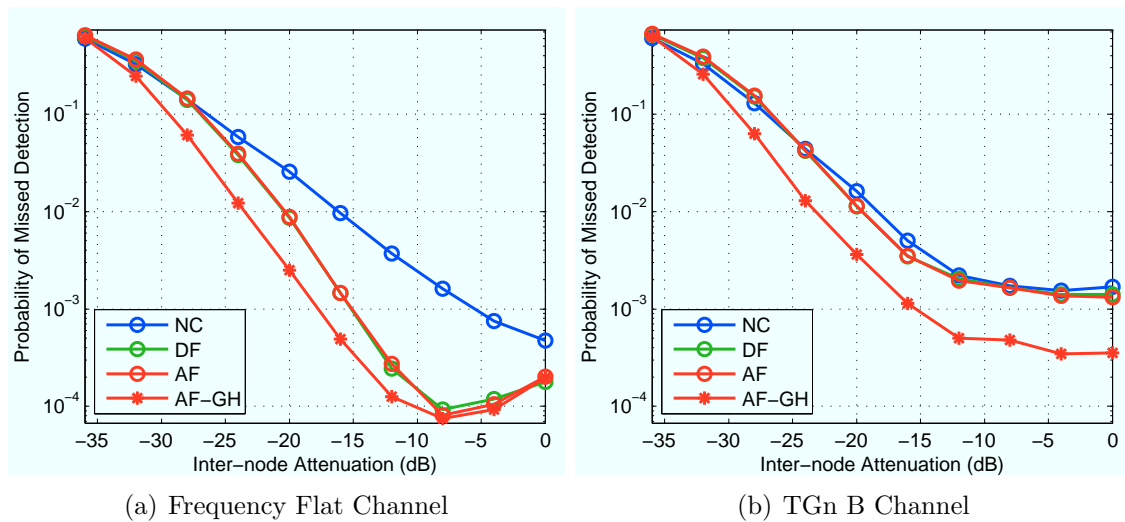 Probability of Missed Detection
10⁻¹
10⁻²
10⁻³
10⁻⁴
NC
DF
AF
AF−GH
−35 −30 −25 −20 −15 −10 −5 0
Inter−node Attenuation (dB)
(a) Frequency Flat Channel
Probability of Missed Detection
10⁻¹
10⁻²
10⁻³
10⁻⁴
NC
DF
AF
AF−GH
−35 −30 −25 −20 −15 −10 −5 0
Inter−node Attenuation (dB)
(b) TGn B Channel